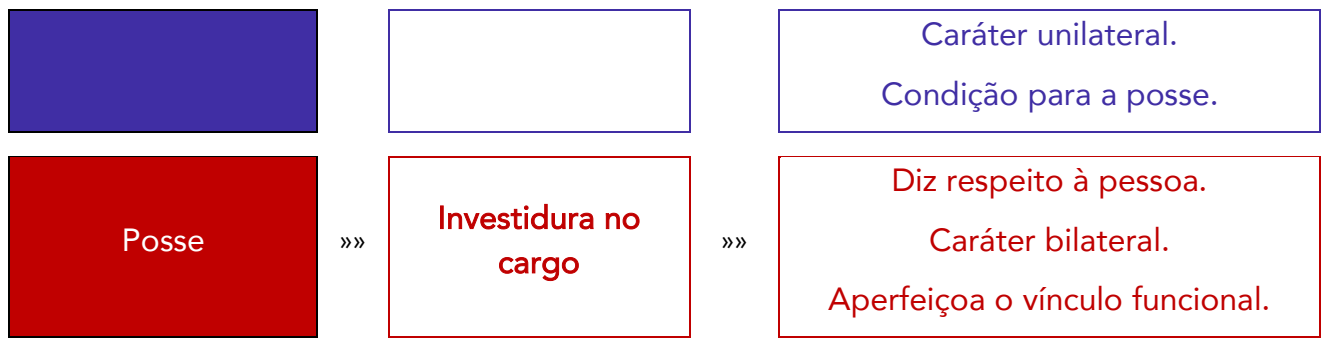 Caráter unilateral.
Condição para a posse.
Posse
»»
Investidura no
cargo
»»
Diz respeito à pessoa.
Caráter bilateral.
Aperfeiçoa o vínculo funcional.